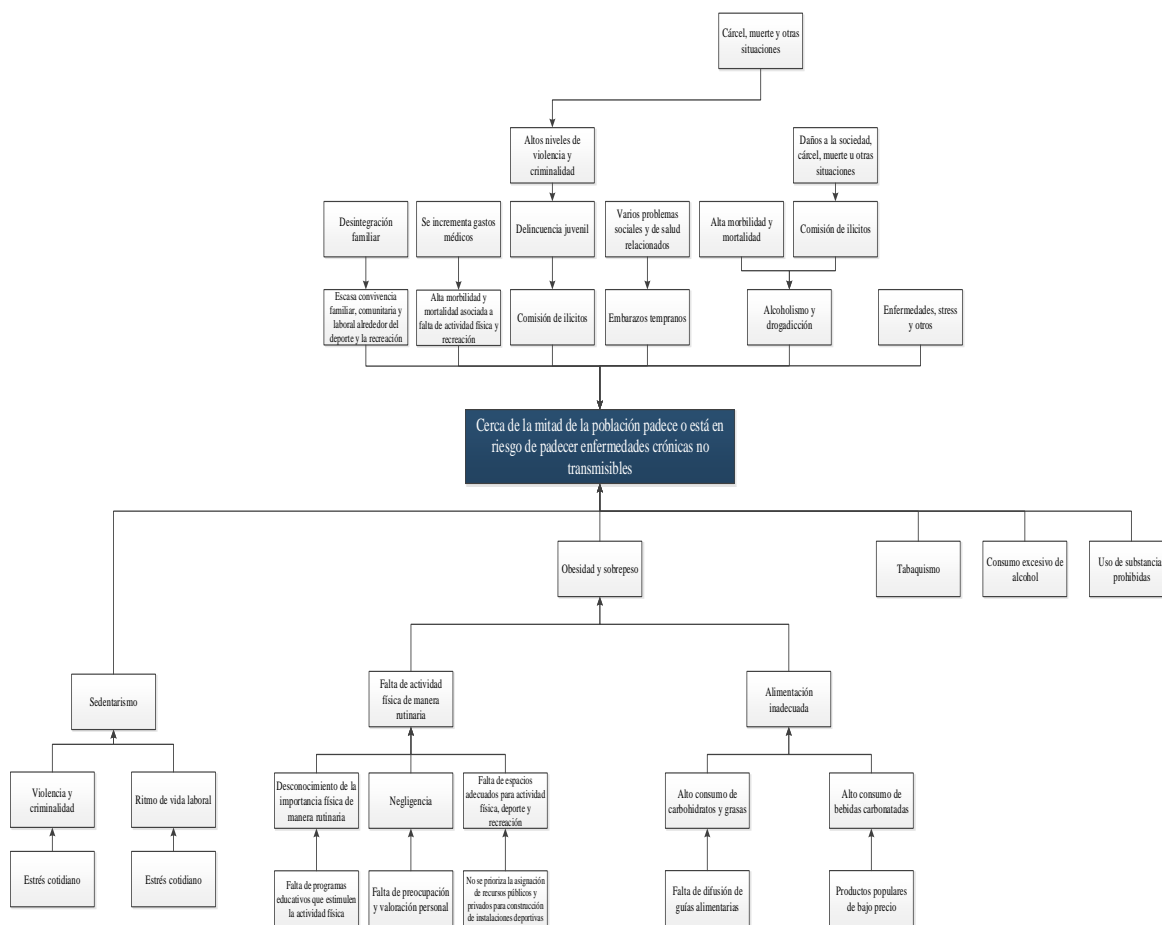 Cárcel, muerte y otras
situaciones
Altos niveles de
violencia y
criminalidad
Daños a la sociedad,
cárcel, muerte u otras
situaciones
Desintegración
familiar
Se incrementa gastos
médicos
Delincuencia juvenil
Varios problemas
sociales y de salud
relacionados
Alta morbilidad y
mortalidad
Comisión de ilicitos
Escasa convivencia
familiar, comunitaria y
laboral alrededor del
deporte y la recreación
Alta morbilidad y
mortalidad asociada a
falta de actividad física y
recreación
Comisión de ilicitos
Embarazos tempranos
Alcoholismo y
drogadicción
Enfermedades, stress
y otros
Cerca de la mitad de la población padece o está en
riesgo de padecer enfermedades crónicas no
transmisibles
Obesidad y sobrepeso
Tabaquismo
Consumo excesivo de
alcohol
Uso de substancia
prohibidas
Sedentarismo
Falta de actividad
física de manera
rutinaria
Alimentación
inadecuada
Violencia y
criminalidad
Ritmo de vida laboral
Desconocimiento de la
importancia física de
manera rutinaria
Negligencia
Falta de espacios
adecuados para actividad
física, deporte y
recreación
Alto consumo de
carbohidratos y grasas
Alto consumo de
bebidas carbonatadas
Estrés cotidiano
Estrés cotidiano
Falta de programas
educativos que estimulen
la actividad física
Falta de preocupación
y valoración personal
No se prioriza la asignación
de recursos públicos y
privados para construcción
de instalaciones deportivas
Falta de difusión de
guías alimentarias
Productos populares
de bajo precio